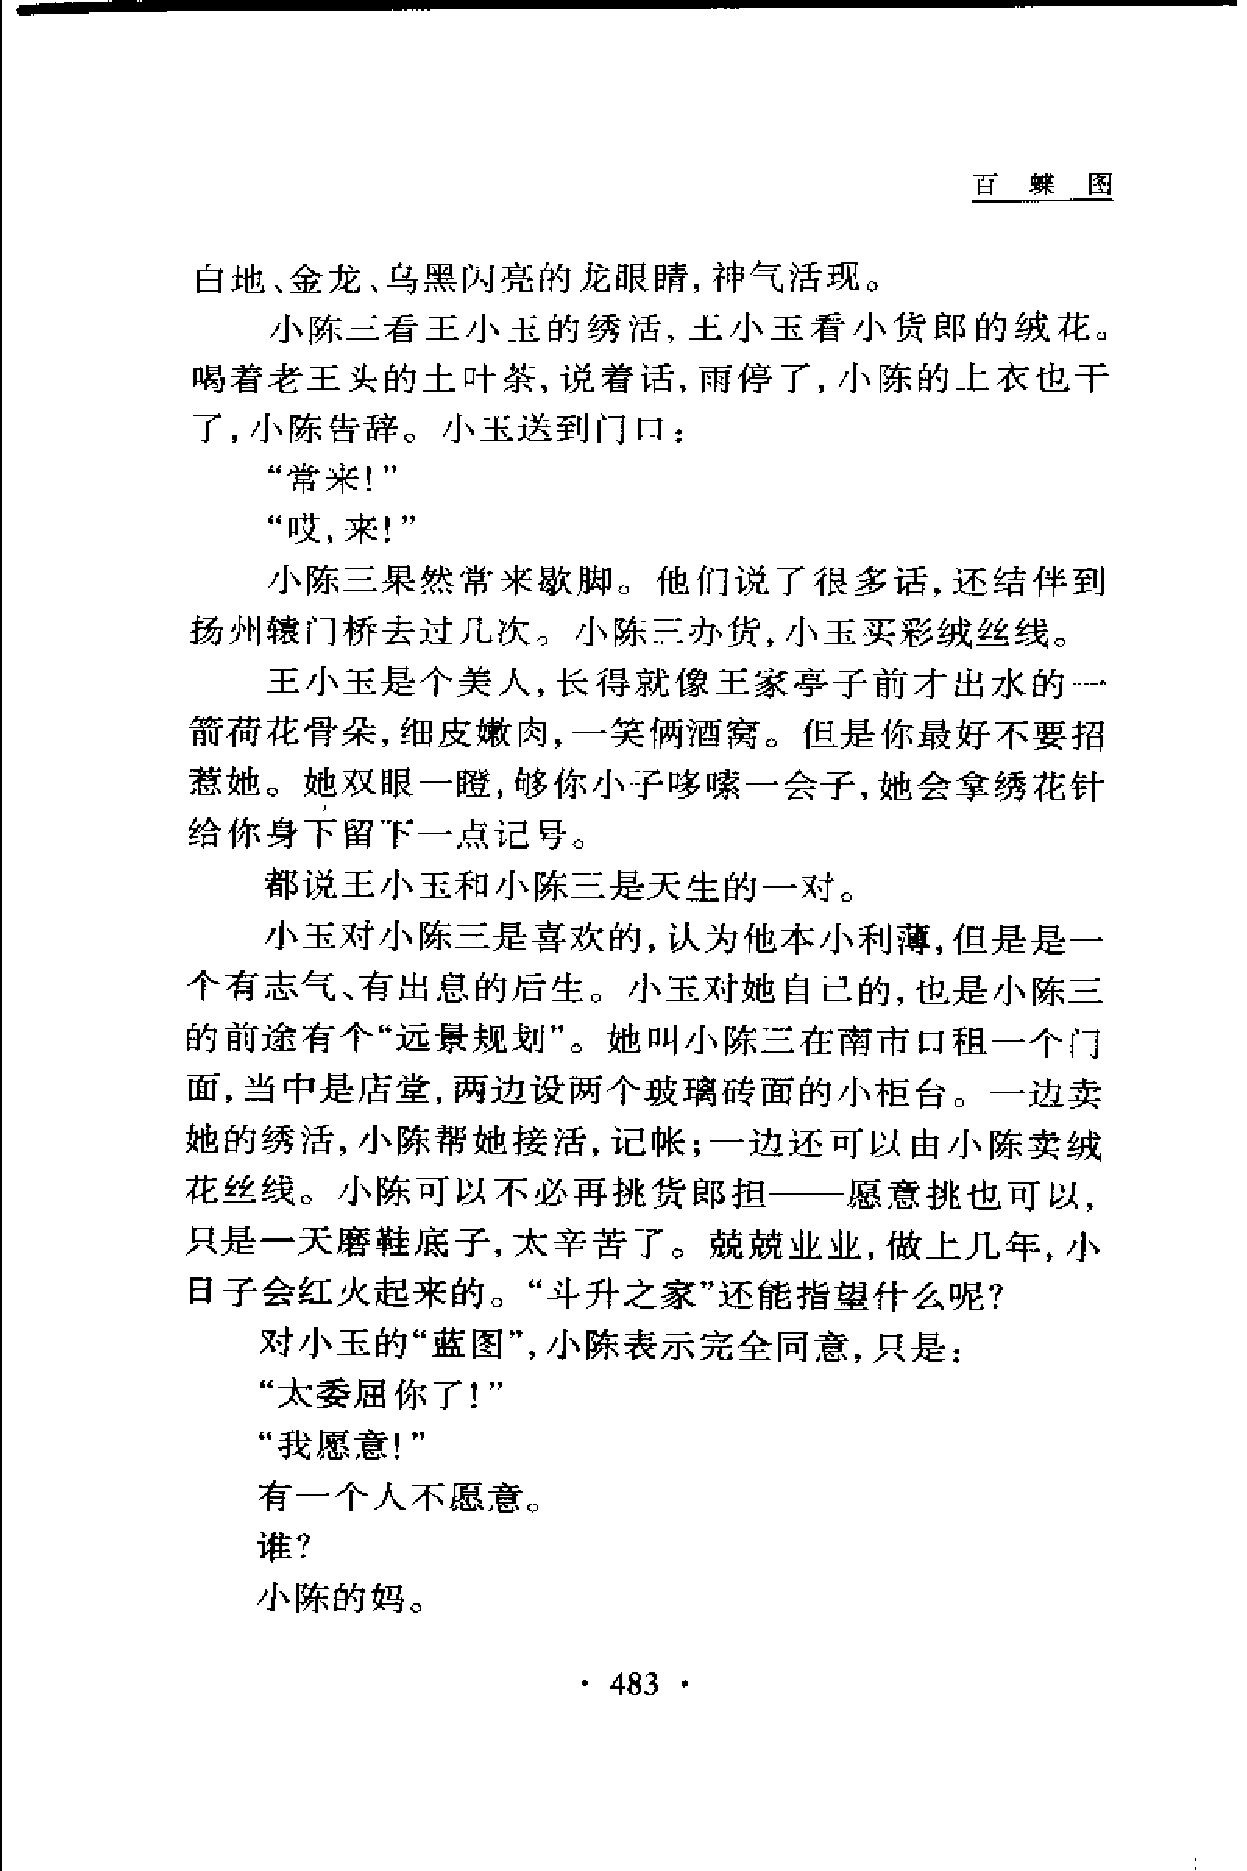 百 蝶 图
白地、金龙、乌黑闪亮的龙眼睛,神气活现。
小陈三看王小玉的绣活,王小玉看小货郎的绒花。
喝着老王头的土叶茶,说着话,雨停了,小陈的上衣也干
了,小陈告辞。小玉送到门口:
“常来!”
“哎,来!”
小陈三果然常来歇脚。他们说了很多话,还结伴到
扬州辕门桥去过几次。小陈三办货,小玉买彩绒丝线。
王小玉是个美人,长得就像王家亭子前才出水的一
箭荷花骨朵,细皮嫩肉,一笑俩酒窝。但是你最好不要招
惹她。她双眼一瞪,够你小子哆嗦一会子,她会拿绣花针
给你身下留下一点记号。
都说王小玉和小陈三是天生的一对。
小玉对小陈三是喜欢的,认为他本小利薄,但是是一
个有志气、有出息的后生。小玉对她自己的,也是小陈三
的前途有个“远景规划”。她叫小陈三在南市口租一个门
面,当中是店堂,两边设两个玻璃砖面的小柜台。一边卖
她的绣活,小陈帮她接活,记帐;一边还可以由小陈卖绒
花丝线。小陈可以不必再挑货郎担——愿意挑也可以,
只是一天磨鞋底子,太辛苦了。兢兢业业,做上几年,小
日子会红火起来的。“斗升之家”还能指望什么呢?
对小玉的“蓝图”,小陈表示完全同意,只是:
“太委屈你了!”
“我愿意!”
有一个人不愿意。
谁?
小陈的妈。
· 483 ·